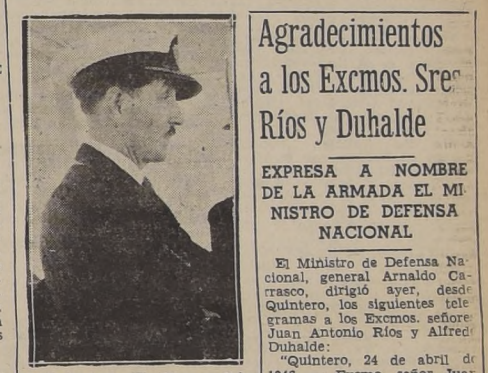 Agradecimientos
a los Excmos. Sres
Ríos y Duhalde
EXPRESA A NOMBRE
DE LA ARMADA EL MI-
NISTRO DE DEFENSA
NACIONAL
El Ministro de Defensa Na-
cional, general Arnaldo Ca-
rrasco, dirigió ayer, desde
Quintero, los siguientes tele
gramas a los Excmos. señore
Juan Antonio Ríos y Alfred
Duhalde:
"Quintero, 24 de abril de